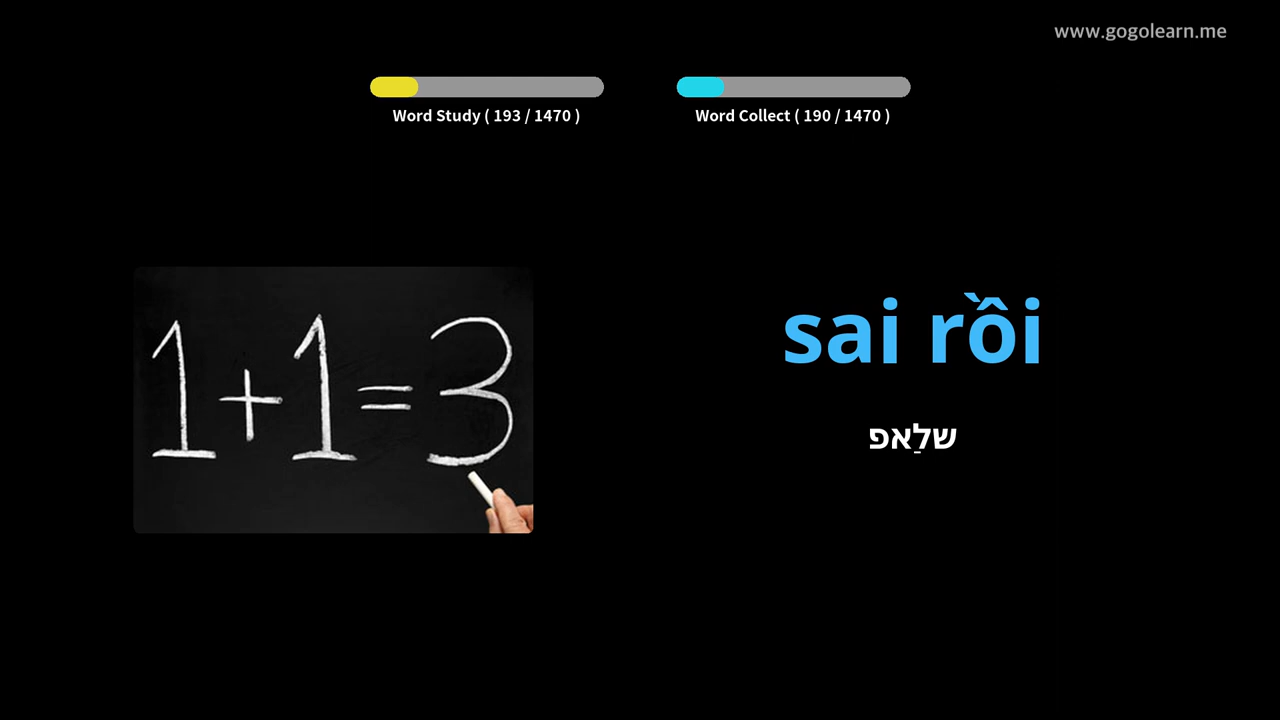 www.gogolearn.me
Word Study ( 193 / 1470 )
Word Collect ( 190 / 1470 )
1+1=3
sai rồi
שלַאפ